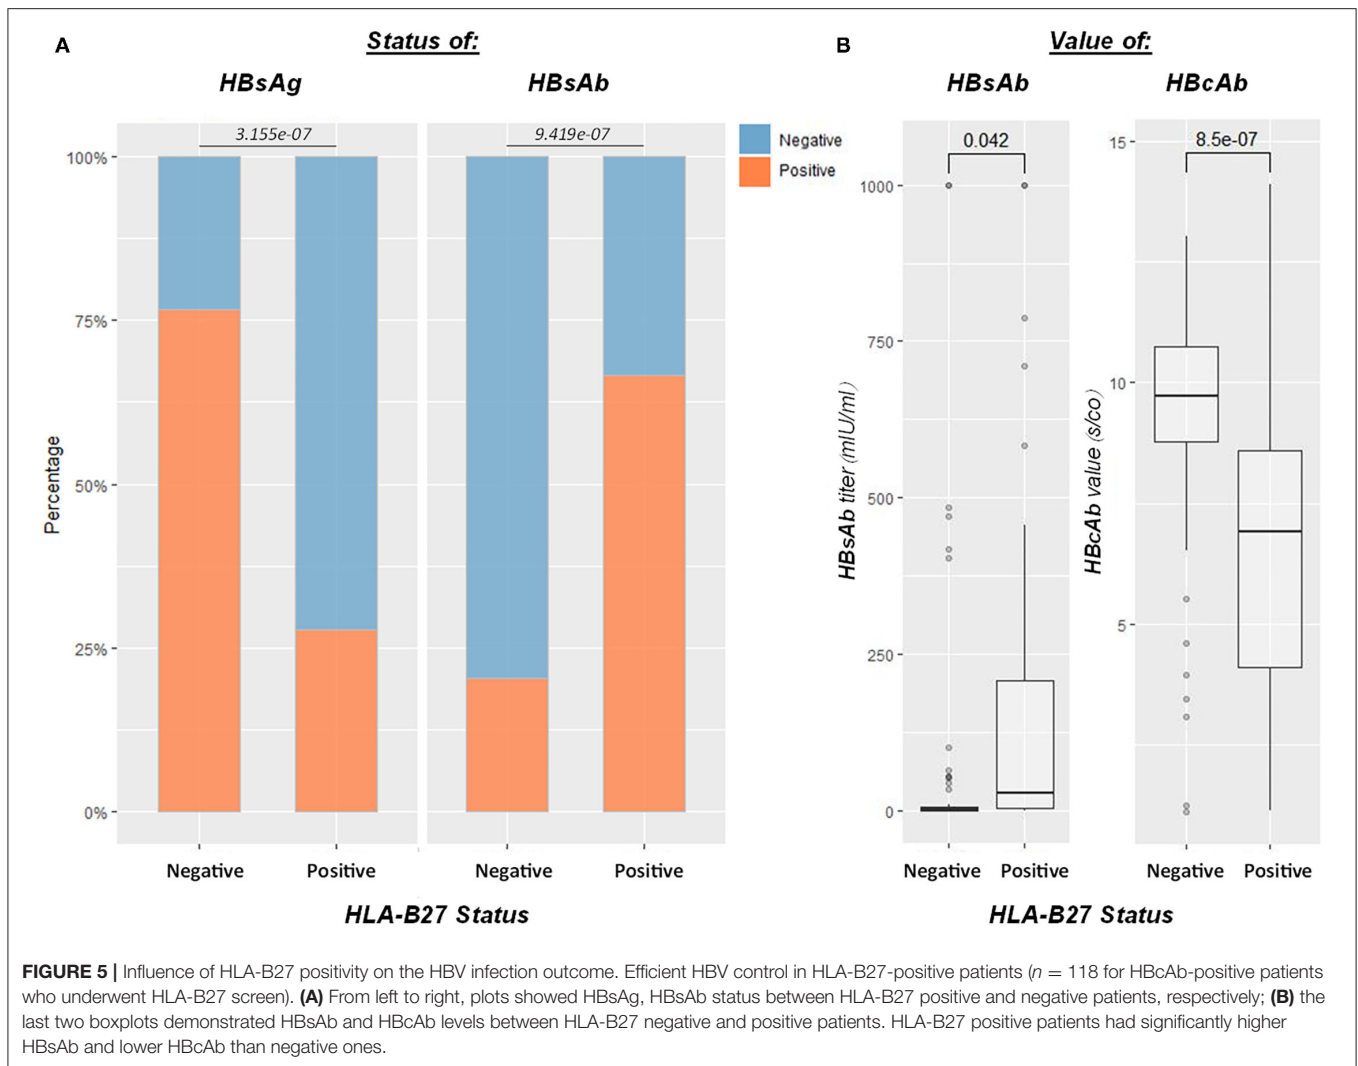 A
Status of:
HBsAg
HBsAb
3.155e-07
9.419e-07
Negative
Positive
100%
75%
50%
25%
0%
Percentage
Negative
Positive
Negative
Positive
HLA-B27 Status
B
Value of:
HBsAb
HBcAb
0.042
8.5e-07
1000
750
500
250
0
HBsAb titer (mIU/ml)
15
10
5
HBcAb value (s/co)
Negative
Positive
Negative
Positive
HLA-B27 Status
FIGURE 5 | Influence of HLA-B27 positivity on the HBV infection outcome. Efficient HBV control in HLA-B27-positive patients (n = 118 for HBcAb-positive patients
who underwent HLA-B27 screen). (A) From left to right, plots showed HBsAg, HBsAb status between HLA-B27 positive and negative patients, respectively; (B) the
last two boxplots demonstrated HBsAb and HBcAb levels between HLA-B27 negative and positive patients. HLA-B27 positive patients had significantly higher
HBsAb and lower HBcAb than negative ones.